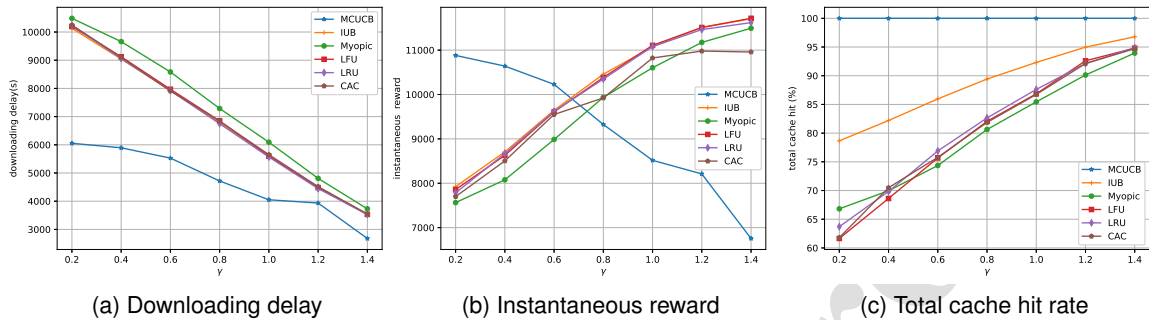 10000
9000
8000
7000
6000
5000
4000
3000
downloading delay(s)
0.2 0.4 0.6 0.8 1.0 1.2 1.4
γ
MCUCB
IUB
Myopic
LFU
LRU
CAC
(a) Downloading delay
11000
10000
9000
8000
7000
instantaneous reward
0.2 0.4 0.6 0.8 1.0 1.2 1.4
γ
MCUCB
IUB
Myopic
LFU
LRU
CAC
(b) Instantaneous reward
100
95
90
85
80
75
70
65
60
total cache hit (%)
0.2 0.4 0.6 0.8 1.0 1.2 1.4
γ
MCUCB
IUB
Myopic
LFU
LRU
CAC
(c) Total cache hit rate